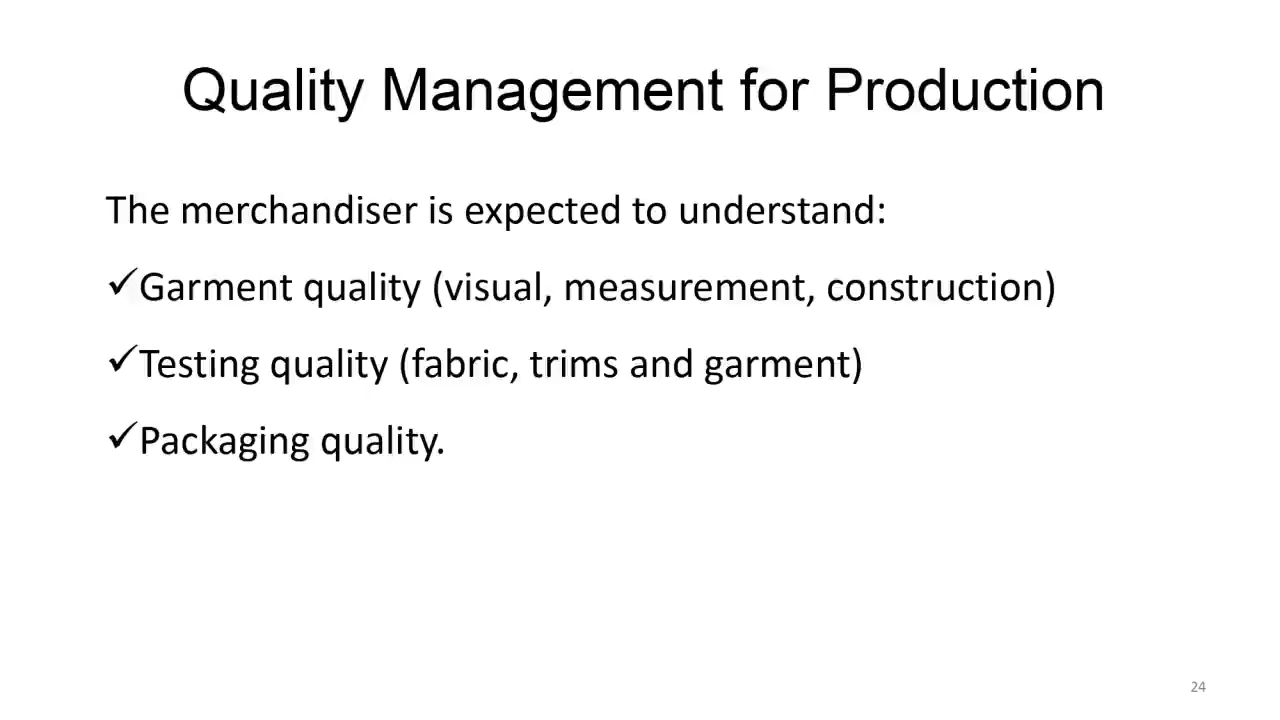 Quality Management for Production
The merchandiser is expected to understand:
✓Garment quality (visual, measurement, construction)
✓Testing quality (fabric, trims and garment)
✓Packaging quality.
24